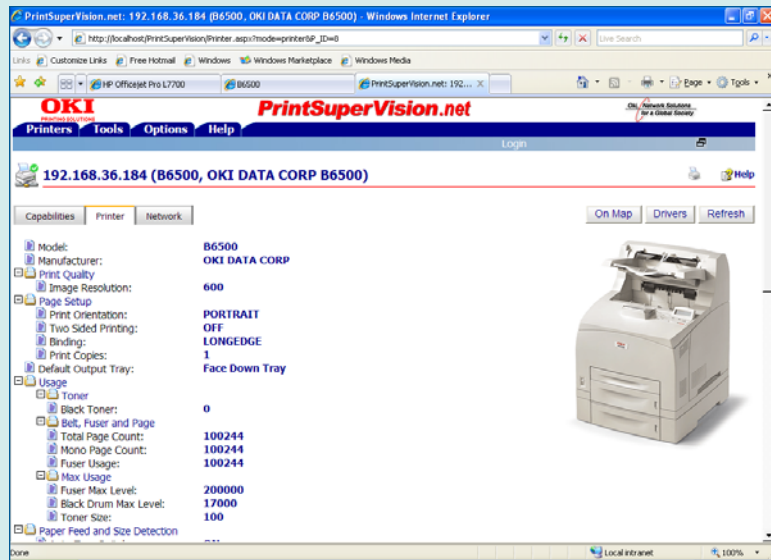 PrintSuperVision.net: 192.168.36.184 (B6500, OKI DATA CORP B6500) - Windows Internet Explorer
http://localhost/PrintSuperVision/Printer.aspx?mode=printer&P_ID=8
Live Search
Links Customize Links Free Hotmail Windows Windows Marketplace Windows Media
HP Officejet Pro L7700 B6500 PrintSuperVision.net: 192... X Page Tools
OKI PrintSuperVision.net OKI, Network Solutions
PRINTING SOLUTIONS for a Global Society
Printers Tools Options Help
Login
192.168.36.184 (B6500, OKI DATA CORP B6500) Help
Capabilities Printer Network On Map Drivers Refresh
Model: B6500
Manufacturer: OKI DATA CORP
Print Quality
Image Resolution: 600
Page Setup
Print Orientation: PORTRAIT
Two Sided Printing: OFF
Binding: LONGEDGE
Print Copies: 1
Default Output Tray: Face Down Tray
Usage
Toner
Black Toner: 0
Belt, Fuser and Page
Total Page Count: 100244
Mono Page Count: 100244
Fuser Usage: 100244
Max Usage
Fuser Max Level: 200000
Black Drum Max Level: 17000
Toner Size: 100
Paper Feed and Size Detection
Done Local intranet 100%